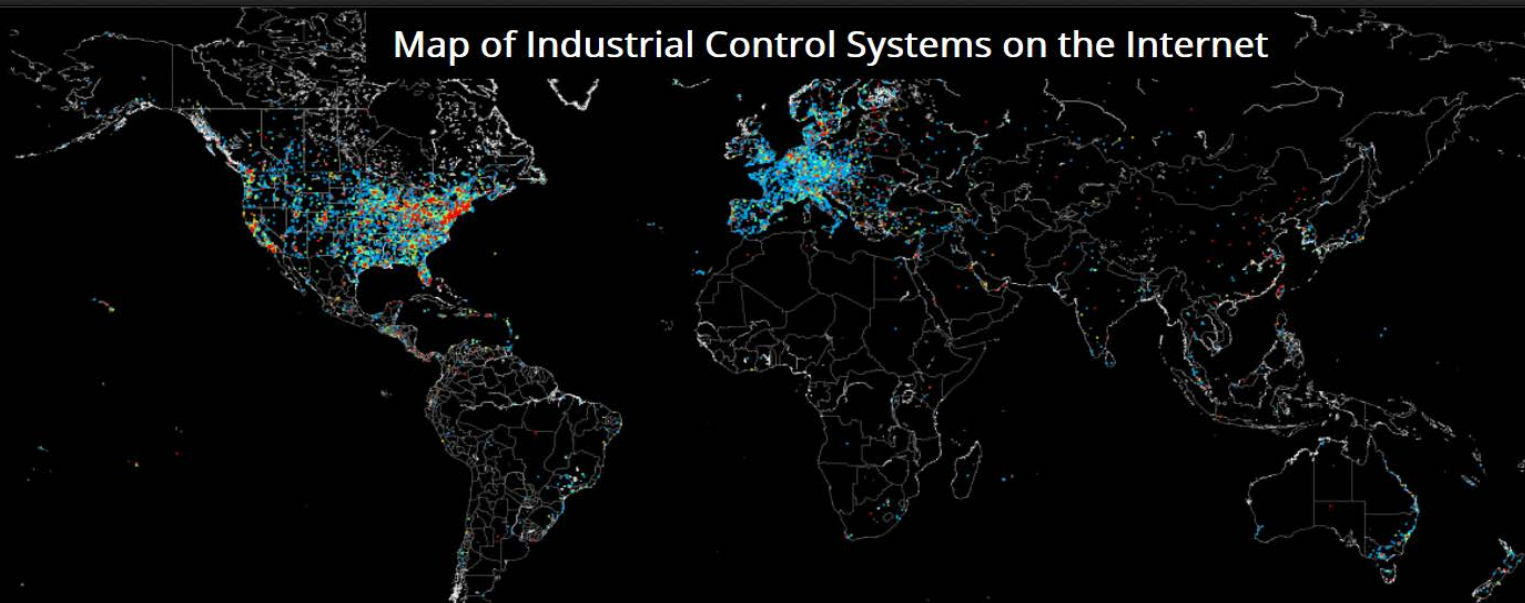 Map of Industrial Control Systems on the Internet